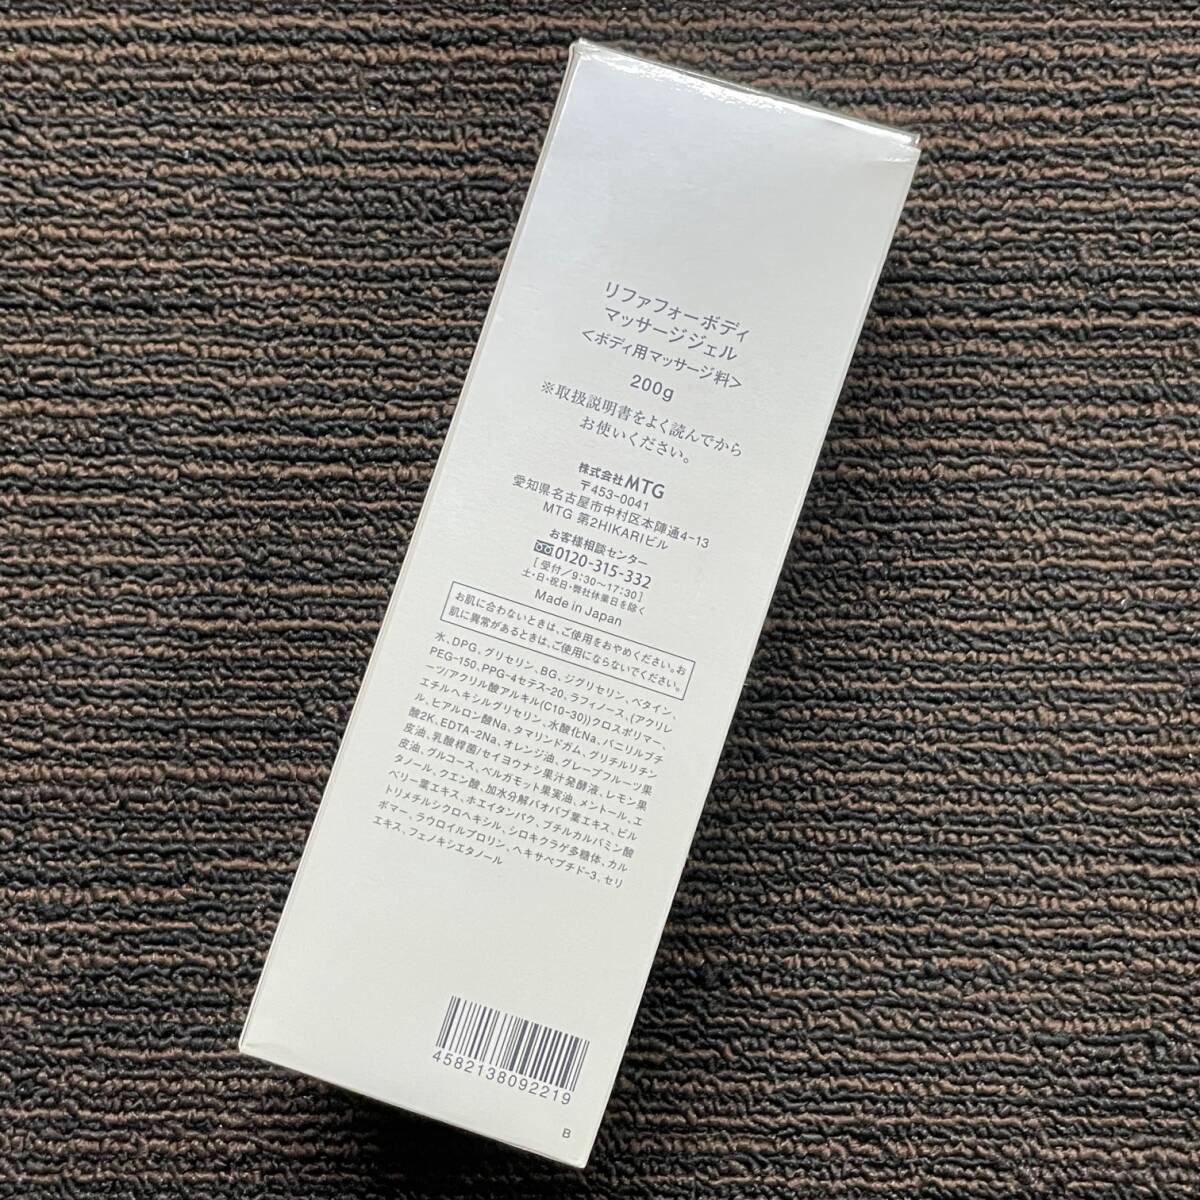 リファフォーボディ
マッサージジェル
<ボディ用マッサージ料>
200g
※取扱説明書をよく読んでから
お使いください。
株式会社MTG
〒453-0041
愛知県名古屋市中村区本陣通4-13
MTG 第2HIKARIビル
お客様相談センター
0120-315-332
[受付/9:30〜17:30]
土・日・祝日・弊社休業日を除く
Made in Japan
お肌に合わないときは、ご使用をおやめください。お
肌に異常があるときは、ご使用にならないでください。
水、DPG、グリセリン、BG、ジグリセリン、ベタイン、
PEG-150、PPG-4セテス-20、ラフィノース、(アクリレ
ーツ/アクリル酸アルキル(C10-30))クロスポリマー、
エチルヘキシルグリセリン、水酸化Na、バニリルブチ
ル、ヒアルロン酸Na、タマリンドガム、グリチルリチン
酸2K、EDTA-2Na、オレンジ油、グレープフルーツ果
皮油、乳酸桿菌/セイヨウナシ果汁発酵液、レモン果
皮油、グルコース、ベルガモット果実油、メントール、エ
タノール、クエン酸、加水分解バオバブ葉エキス、ビル
ベリー葉エキス、ホエイタンパク、ブチルカルバミン酸
トリメチルシクロヘキシル、シロキクラゲ多糖体、カル
ボマー、ラウロイルプロリン、ヘキサペプチド-3、セリ
エキス、フェノキシエタノール
4582138092219
B